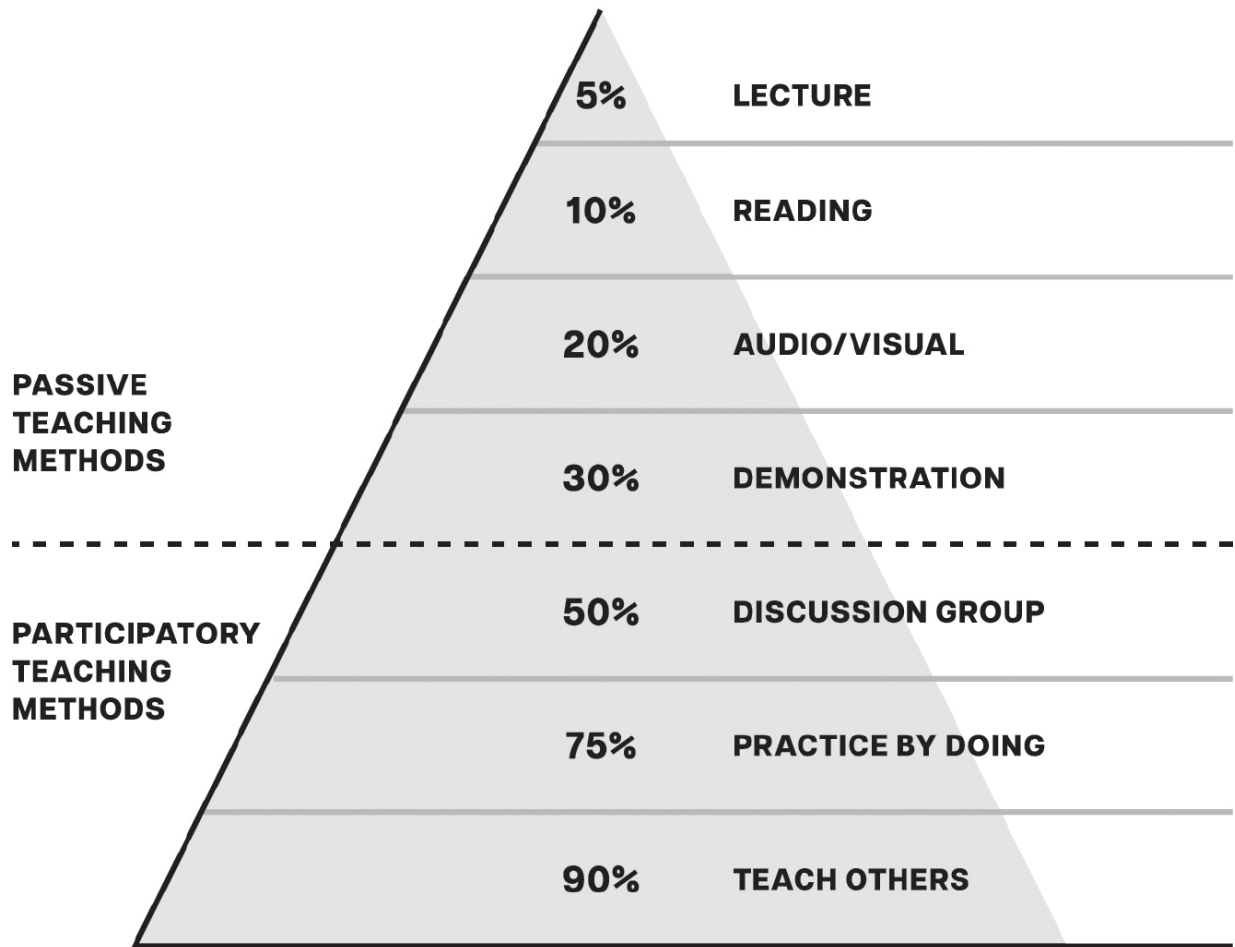 5% LECTURE
10% READING
20% AUDIO/VISUAL
PASSIVE
TEACHING
METHODS
30% DEMONSTRATION
50% DISCUSSION GROUP
PARTICIPATORY
TEACHING
METHODS
75% PRACTICE BY DOING
90% TEACH OTHERS